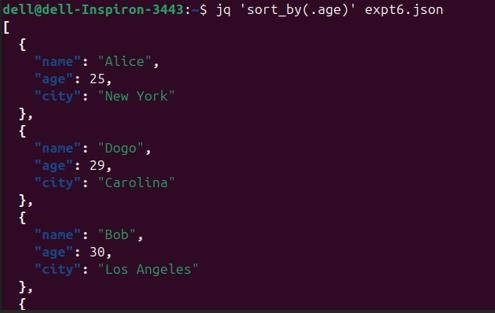 dell@dell-Inspiron-3443:~$ jq 'sort_by(.age)' expt6.json
[
  {
    "name": "Alice",
    "age": 25,
    "city": "New York"
  },
  {
    "name": "Dogo",
    "age": 29,
    "city": "Carolina"
  },
  {
    "name": "Bob",
    "age": 30,
    "city": "Los Angeles"
  },
  {